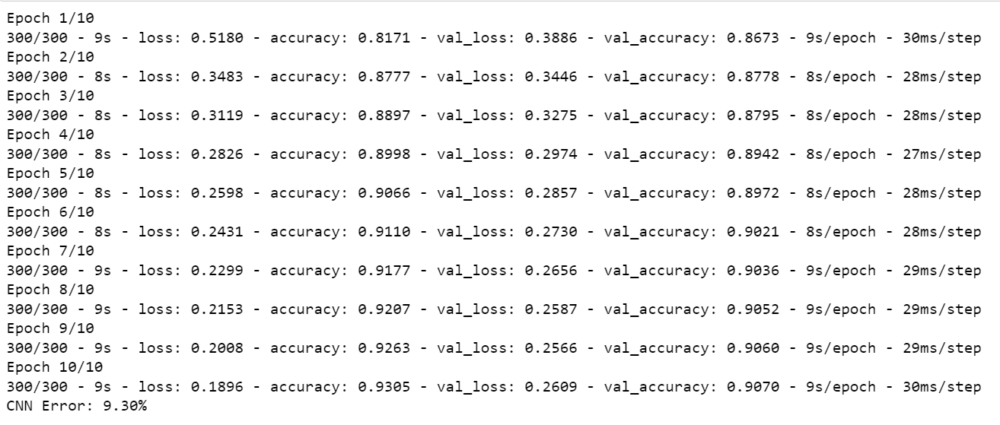 Epoch 1/10
300/300 - 9s - loss: 0.5180 - accuracy: 0.8171 - val_loss: 0.3886 - val_accuracy: 0.8673 - 9s/epoch - 30ms/step
Epoch 2/10
300/300 - 8s - loss: 0.3483 - accuracy: 0.8777 - val_loss: 0.3446 - val_accuracy: 0.8778 - 8s/epoch - 28ms/step
Epoch 3/10
300/300 - 8s - loss: 0.3119 - accuracy: 0.8897 - val_loss: 0.3275 - val_accuracy: 0.8795 - 8s/epoch - 28ms/step
Epoch 4/10
300/300 - 8s - loss: 0.2826 - accuracy: 0.8998 - val_loss: 0.2974 - val_accuracy: 0.8942 - 8s/epoch - 27ms/step
Epoch 5/10
300/300 - 8s - loss: 0.2598 - accuracy: 0.9066 - val_loss: 0.2857 - val_accuracy: 0.8972 - 8s/epoch - 28ms/step
Epoch 6/10
300/300 - 8s - loss: 0.2431 - accuracy: 0.9110 - val_loss: 0.2730 - val_accuracy: 0.9021 - 8s/epoch - 28ms/step
Epoch 7/10
300/300 - 9s - loss: 0.2299 - accuracy: 0.9177 - val_loss: 0.2656 - val_accuracy: 0.9036 - 9s/epoch - 29ms/step
Epoch 8/10
300/300 - 9s - loss: 0.2153 - accuracy: 0.9207 - val_loss: 0.2587 - val_accuracy: 0.9052 - 9s/epoch - 29ms/step
Epoch 9/10
300/300 - 9s - loss: 0.2008 - accuracy: 0.9263 - val_loss: 0.2566 - val_accuracy: 0.9060 - 9s/epoch - 29ms/step
Epoch 10/10
300/300 - 9s - loss: 0.1896 - accuracy: 0.9305 - val_loss: 0.2609 - val_accuracy: 0.9070 - 9s/epoch - 30ms/step
CNN Error: 9.30%